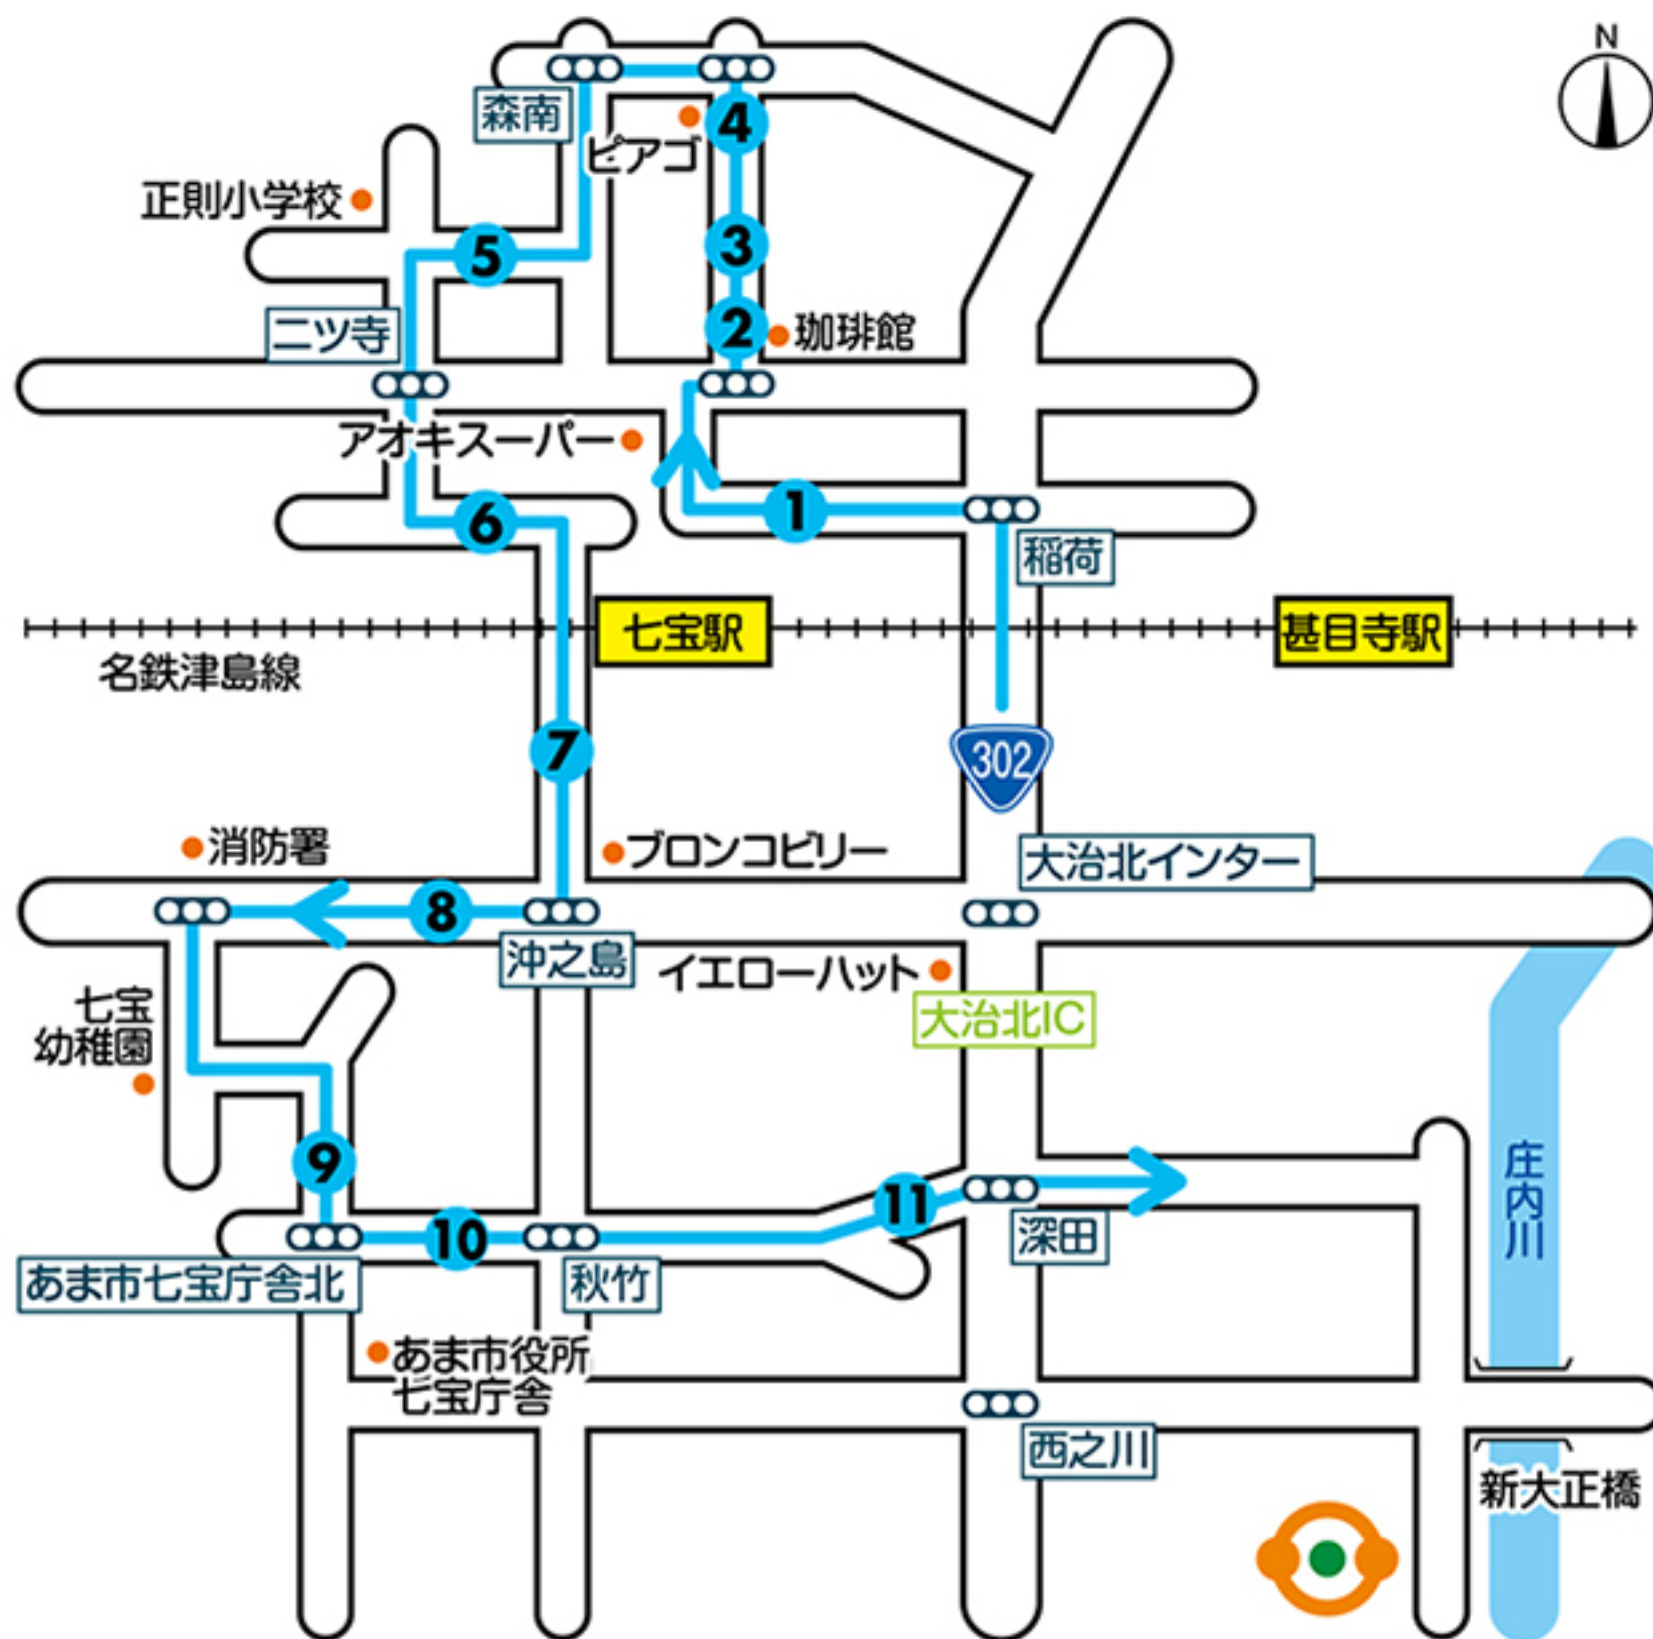 N
森南
4
ピアゴ
正則小学校
5
3
2
珈琲館
二ツ寺
アオキスーパー
6
1
稲荷
七宝駅
甚目寺駅
名鉄津島線
7
302
消防署
ブロンコビリー
大治北インター
8
沖之島
イエローハット
大治北IC
七宝
幼稚園
9
庄内川
11
深田
10
あま市七宝庁舎北
秋竹
あま市役所
七宝庁舎
西之川
新大正橋